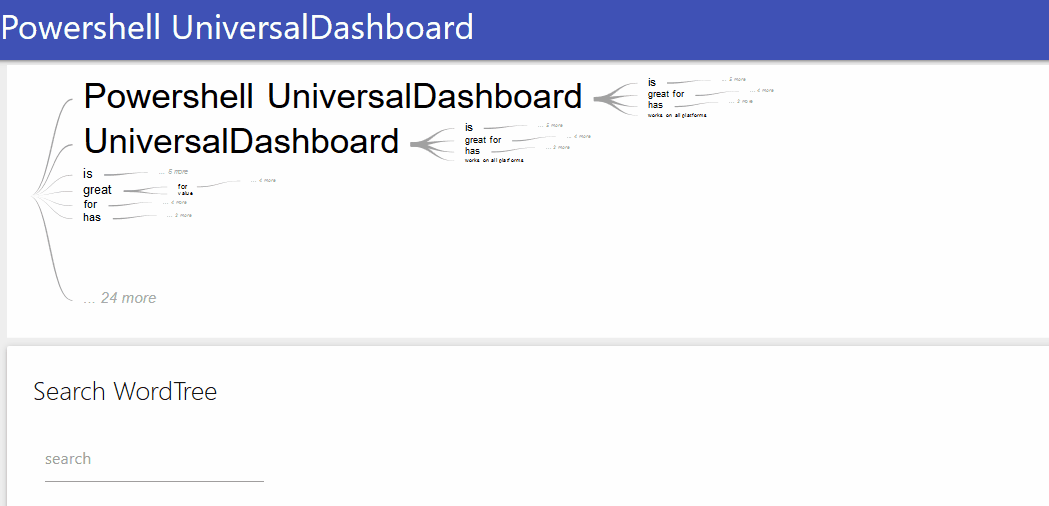 Powershell UniversalDashboard
Powershell UniversalDashboard
is
... 2 more
great for
... 4 more
has
... 3 more
works on all platforms
UniversalDashboard
is
... 2 more
great for
... 4 more
has
... 3 more
works on all platforms
is
... 6 more
great
for
... 4 more
value
for
... 4 more
has
... 3 more
... 24 more
Search WordTree
search